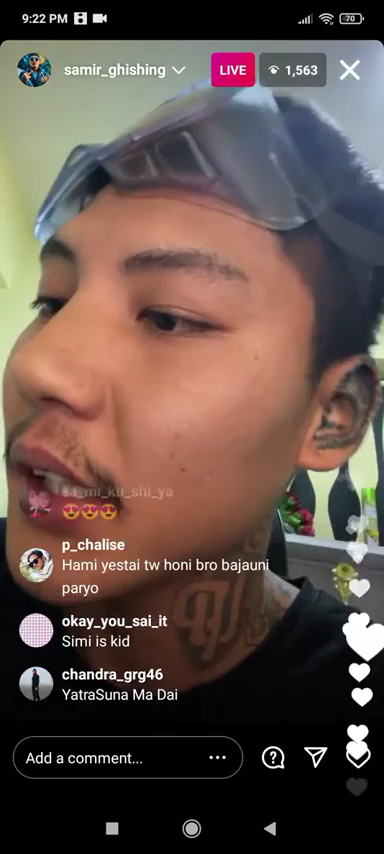 9:22 PM
70
samir_ghishing
LIVE
1,563
sa_mi_ku_shi_ya
😍😍😍
p_chalise
Hami yestai tw honi bro bajauni
paryo
okay_you_sai_it
Simi is kid
chandra_grg46
YatraSuna Ma Dai
Add a comment...